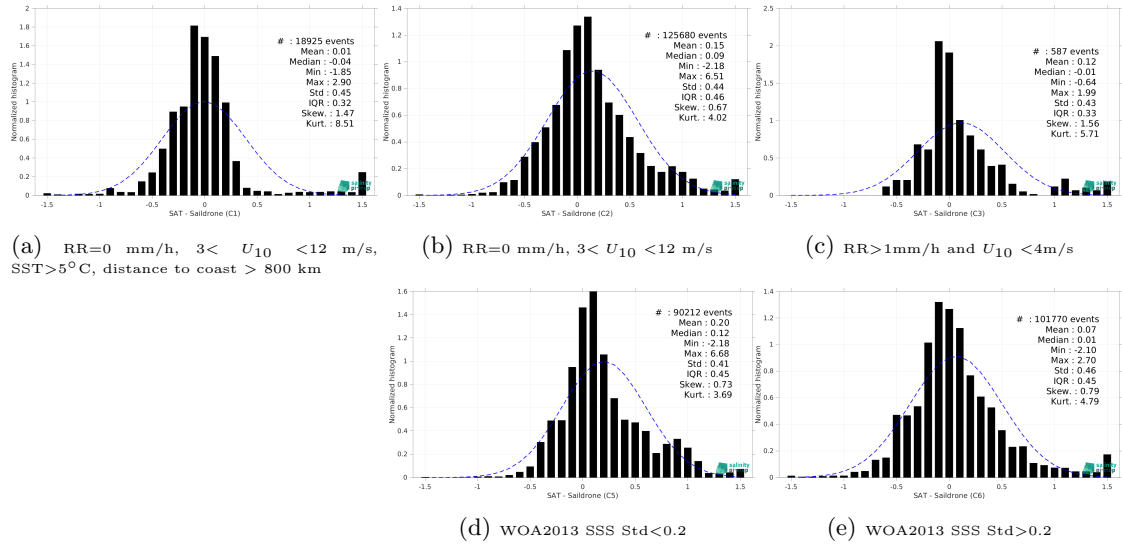 2
1.8
1.6
1.4
1.2
1
0.8
0.6
0.4
0.2
0
Normalized histogram
# : 18925 events
Mean : 0.01
Median : -0.04
Min : -1.85
Max : 2.90
Std : 0.45
IQR : 0.32
Skew. : 1.47
Kurt. : 8.51
-1.5 -1 -0.5 0 0.5 1 1.5
SAT - Saildrone (C1)
(a) RR=0 mm/h, 3< U10 <12 m/s,
SST>5°C, distance to coast > 800 km
1.4
1.2
1
0.8
0.6
0.4
0.2
0
Normalized histogram
# : 125680 events
Mean : 0.15
Median : 0.09
Min : -2.18
Max : 6.51
Std : 0.44
IQR : 0.46
Skew. : 0.67
Kurt. : 4.02
-1.5 -1 -0.5 0 0.5 1 1.5
SAT - Saildrone (C2)
(b) RR=0 mm/h, 3< U10 <12 m/s
2.5
2
1.5
1
0.5
0
Normalized histogram
# : 587 events
Mean : 0.12
Median : -0.01
Min : -0.64
Max : 1.99
Std : 0.43
IQR : 0.33
Skew. : 1.56
Kurt. : 5.71
-1.5 -1 -0.5 0 0.5 1 1.5
SAT - Saildrone (C3)
(c) RR>1mm/h and U10 <4m/s
1.6
1.4
1.2
1
0.8
0.6
0.4
0.2
0
Normalized histogram
# : 90212 events
Mean : 0.20
Median : 0.12
Min : -2.18
Max : 6.68
Std : 0.41
IQR : 0.45
Skew. : 0.73
Kurt. : 3.69
salinity
-1.5 -1 -0.5 0 0.5 1 1.5
SAT - Saildrone (C5)
(d) WOA2013 SSS Std<0.2
1.4
1.2
1
0.8
0.6
0.4
0.2
0
Normalized histogram
# : 101770 events
Mean : 0.07
Median : 0.01
Min : -2.10
Max : 2.70
Std : 0.46
IQR : 0.45
Skew. : 0.79
Kurt. : 4.79
salinity
-1.5 -1 -0.5 0 0.5 1 1.5
SAT - Saildrone (C6)
(e) WOA2013 SSS Std>0.2